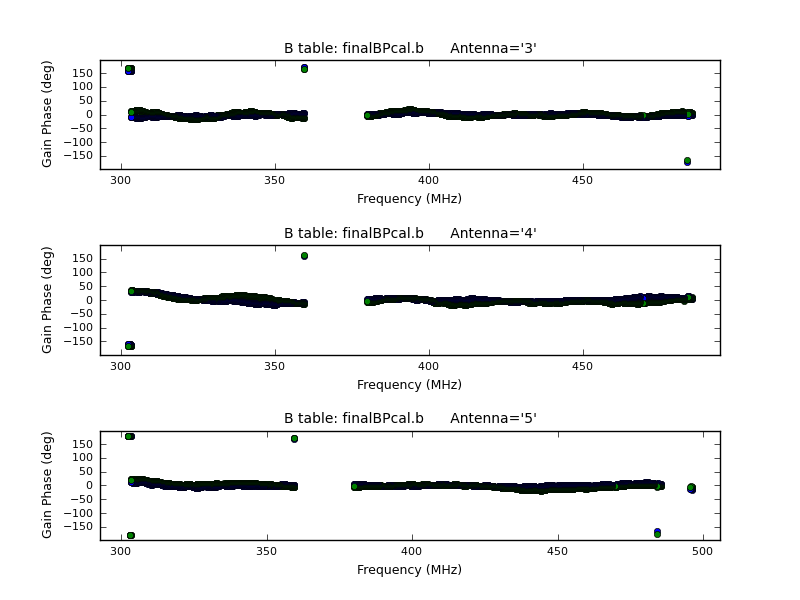 B table: finalBPcal.b Antenna='3'
Gain Phase (deg)
150
100
50
0
−50
−100
−150
300 350 400 450
Frequency (MHz)
B table: finalBPcal.b Antenna='4'
Gain Phase (deg)
150
100
50
0
−50
−100
−150
300 350 400 450
Frequency (MHz)
B table: finalBPcal.b Antenna='5'
Gain Phase (deg)
150
100
50
0
−50
−100
−150
300 350 400 450 500
Frequency (MHz)